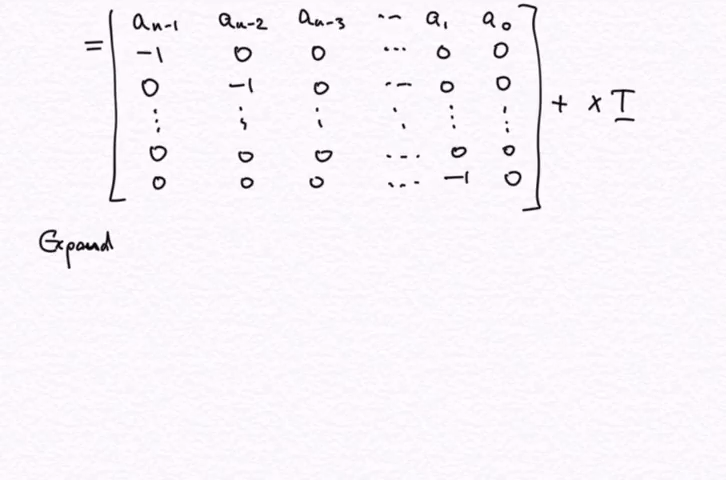 a_{n-1} a_{n-2} a_{n-3} ... a_1 a_0
= -1 0 0 ... 0 0
0 -1 0 ... 0 0 + x I
⋮ ⋮ ⋮ ⋮ ⋮ ⋮
0 0 0 ... 0 0
0 0 0 ... -1 0
Expand